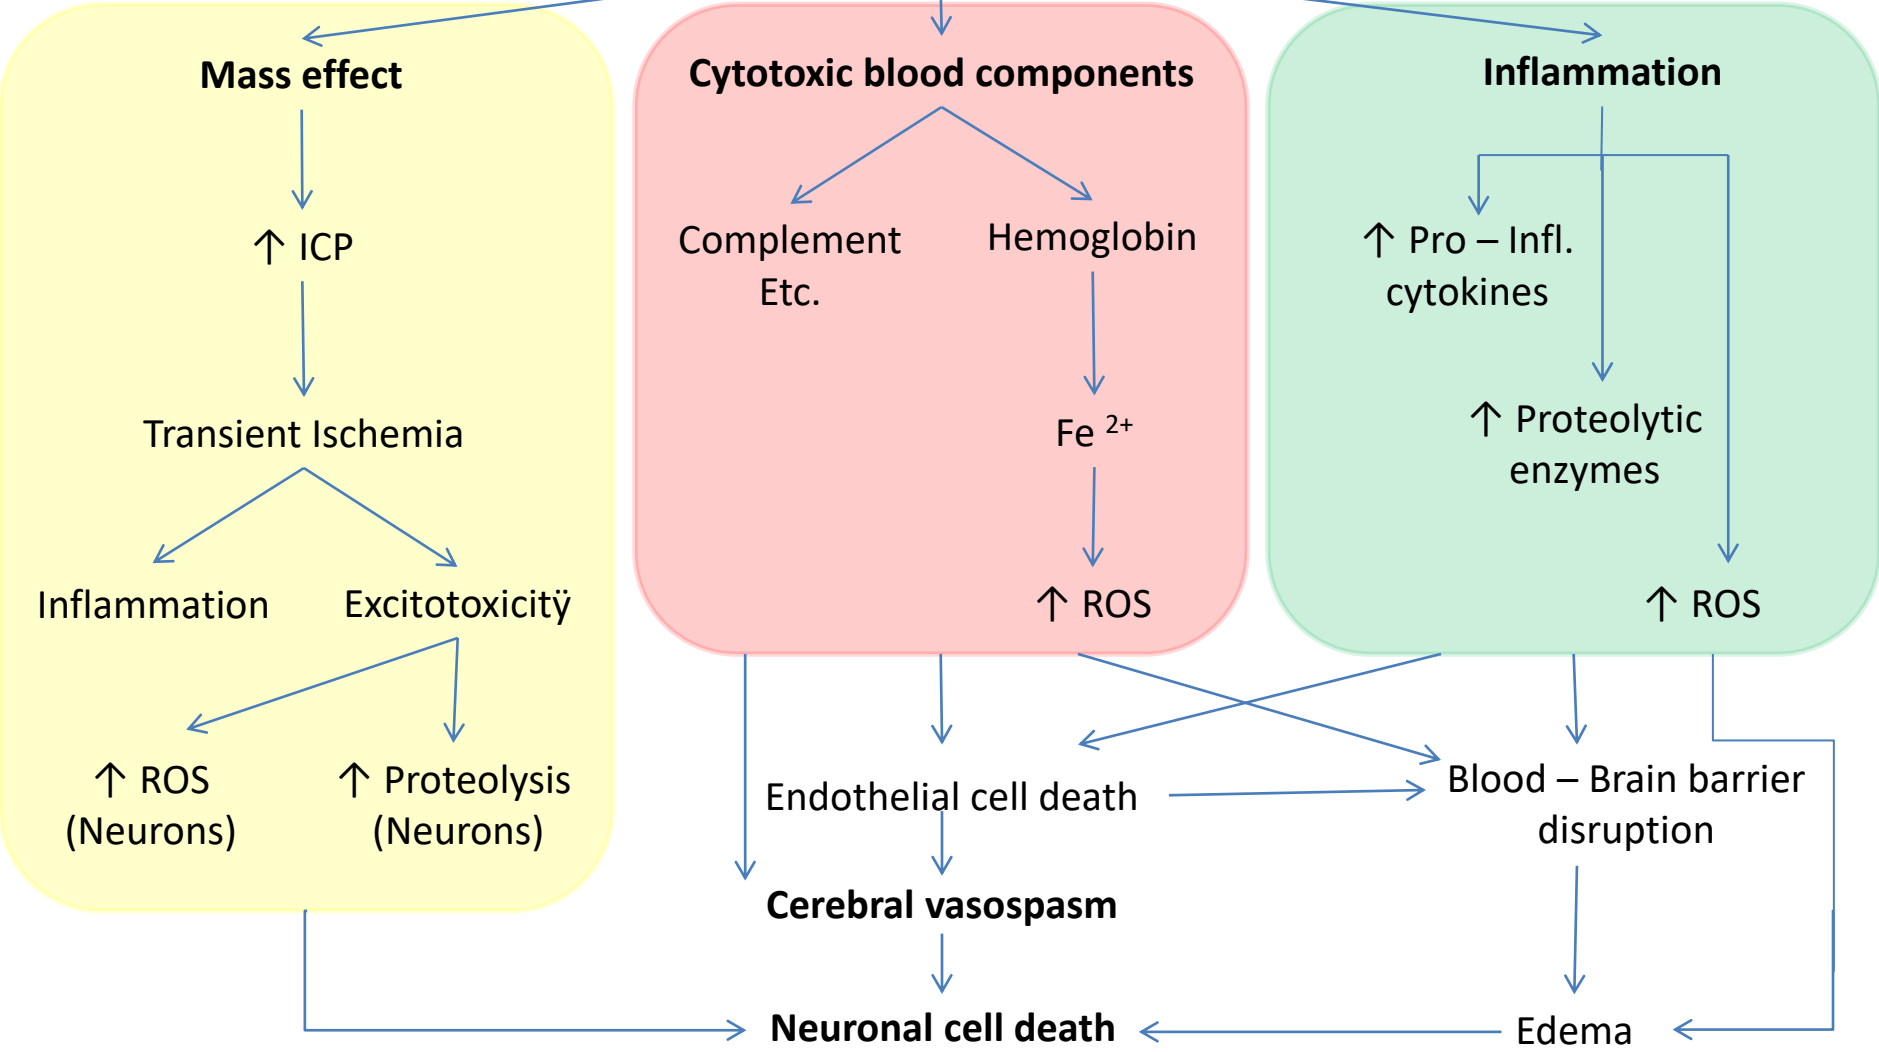 Mass effect
↑ ICP
Transient Ischemia
Inflammation
Excitotoxicitÿ
↑ ROS
(Neurons)
↑ Proteolysis
(Neurons)
Cytotoxic blood components
Complement
Etc.
Hemoglobin
Fe 2+
↑ ROS
Inflammation
↑ Pro – Infl.
cytokines
↑ Proteolytic
enzymes
↑ ROS
Endothelial cell death
Blood – Brain barrier
disruption
Cerebral vasospasm
Neuronal cell death
Edema